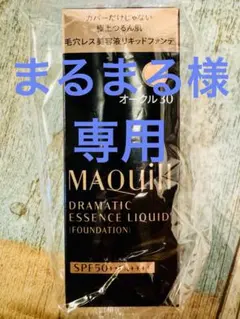 カバーだけじゃない
極上つるん肌
毛穴レス美容液リキッドファンデ
まるまる様
オークル30
専用
MAQuill
DRAMATIC
ESSENCE LIQUID
(FOUNDATION)
SPF50+